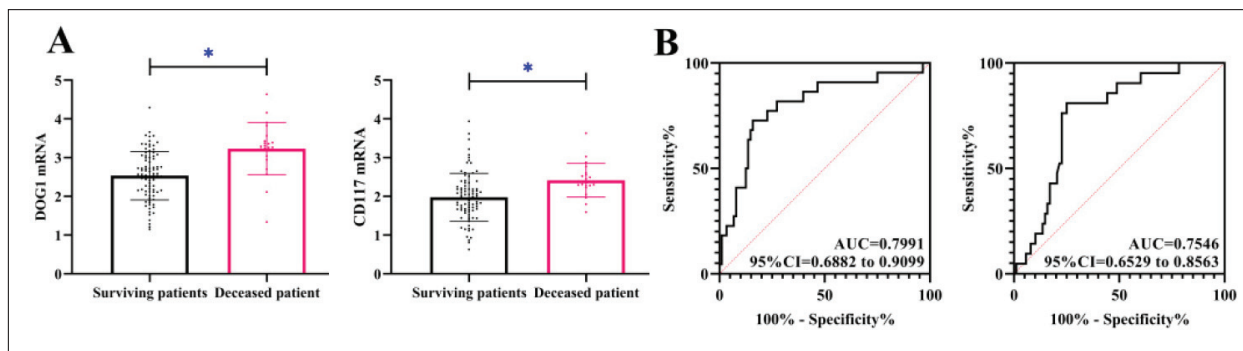 A
*
DOG1 mRNA
5
4
3
2
1
0
Surviving patients Deceased patient
*
CD117 mRNA
5
4
3
2
1
0
Surviving patients Deceased patient
B
Sensitivity%
100
50
0
AUC=0.7991
95%CI=0.6882 to 0.9099
0 50 100
100% - Specificity%
Sensitivity%
100
50
0
AUC=0.7546
95%CI=0.6529 to 0.8563
0 50 100
100% - Specificity%